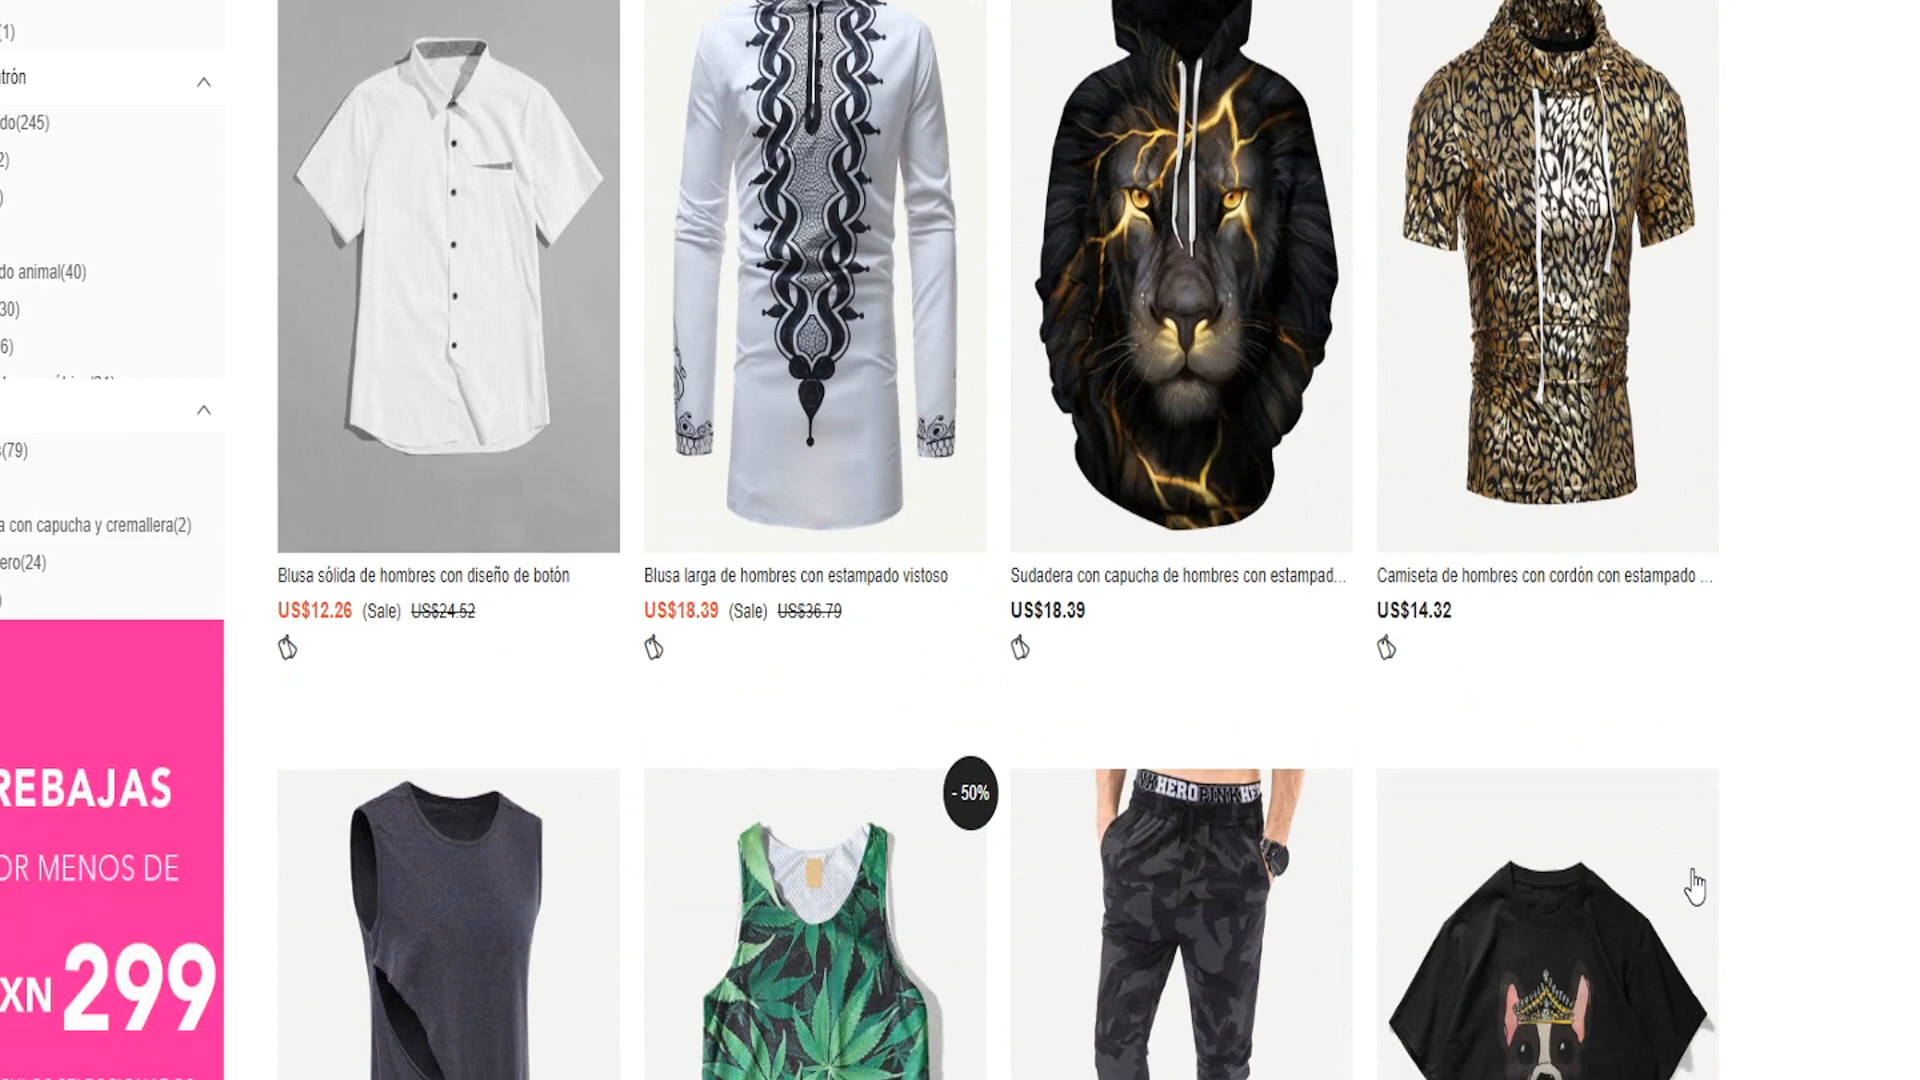 (1)
trón
do(245)
2)
)
do animal(40)
30)
6)
(79)
a con capucha y cremallera(2)
ero(24)
)
REBAJAS
OR MENOS DE
XN 299
Blusa sólida de hombres con diseño de botón
US$12.26 (Sale) US$24.52
Blusa larga de hombres con estampado vistoso
US$18.39 (Sale) US$36.79
Sudadera con capucha de hombres con estampad...
US$18.39
Camiseta de hombres con cordón con estampado ...
US$14.32
- 50%
HERO PINK HE